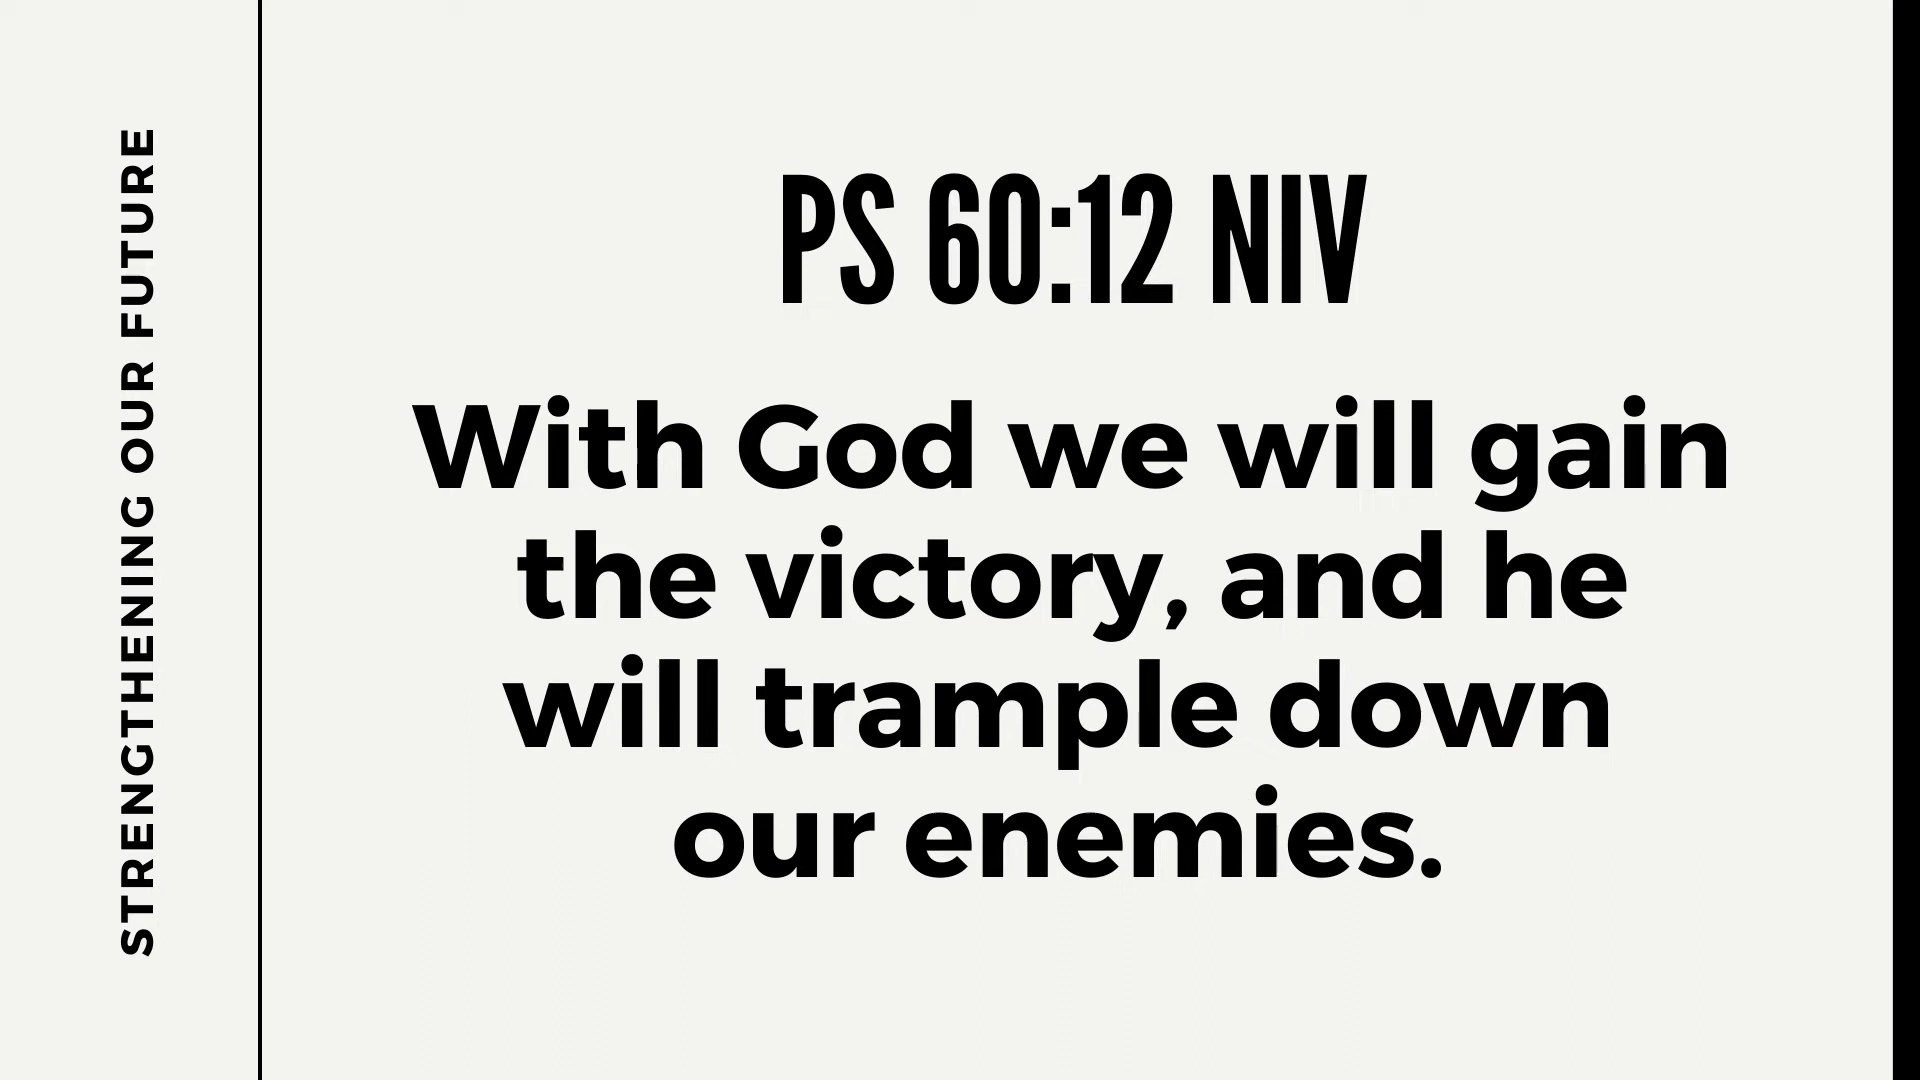 STRENGTHENING OUR FUTURE
PS 60:12 NIV
With God we will gain
the victory, and he
will trample down
our enemies.